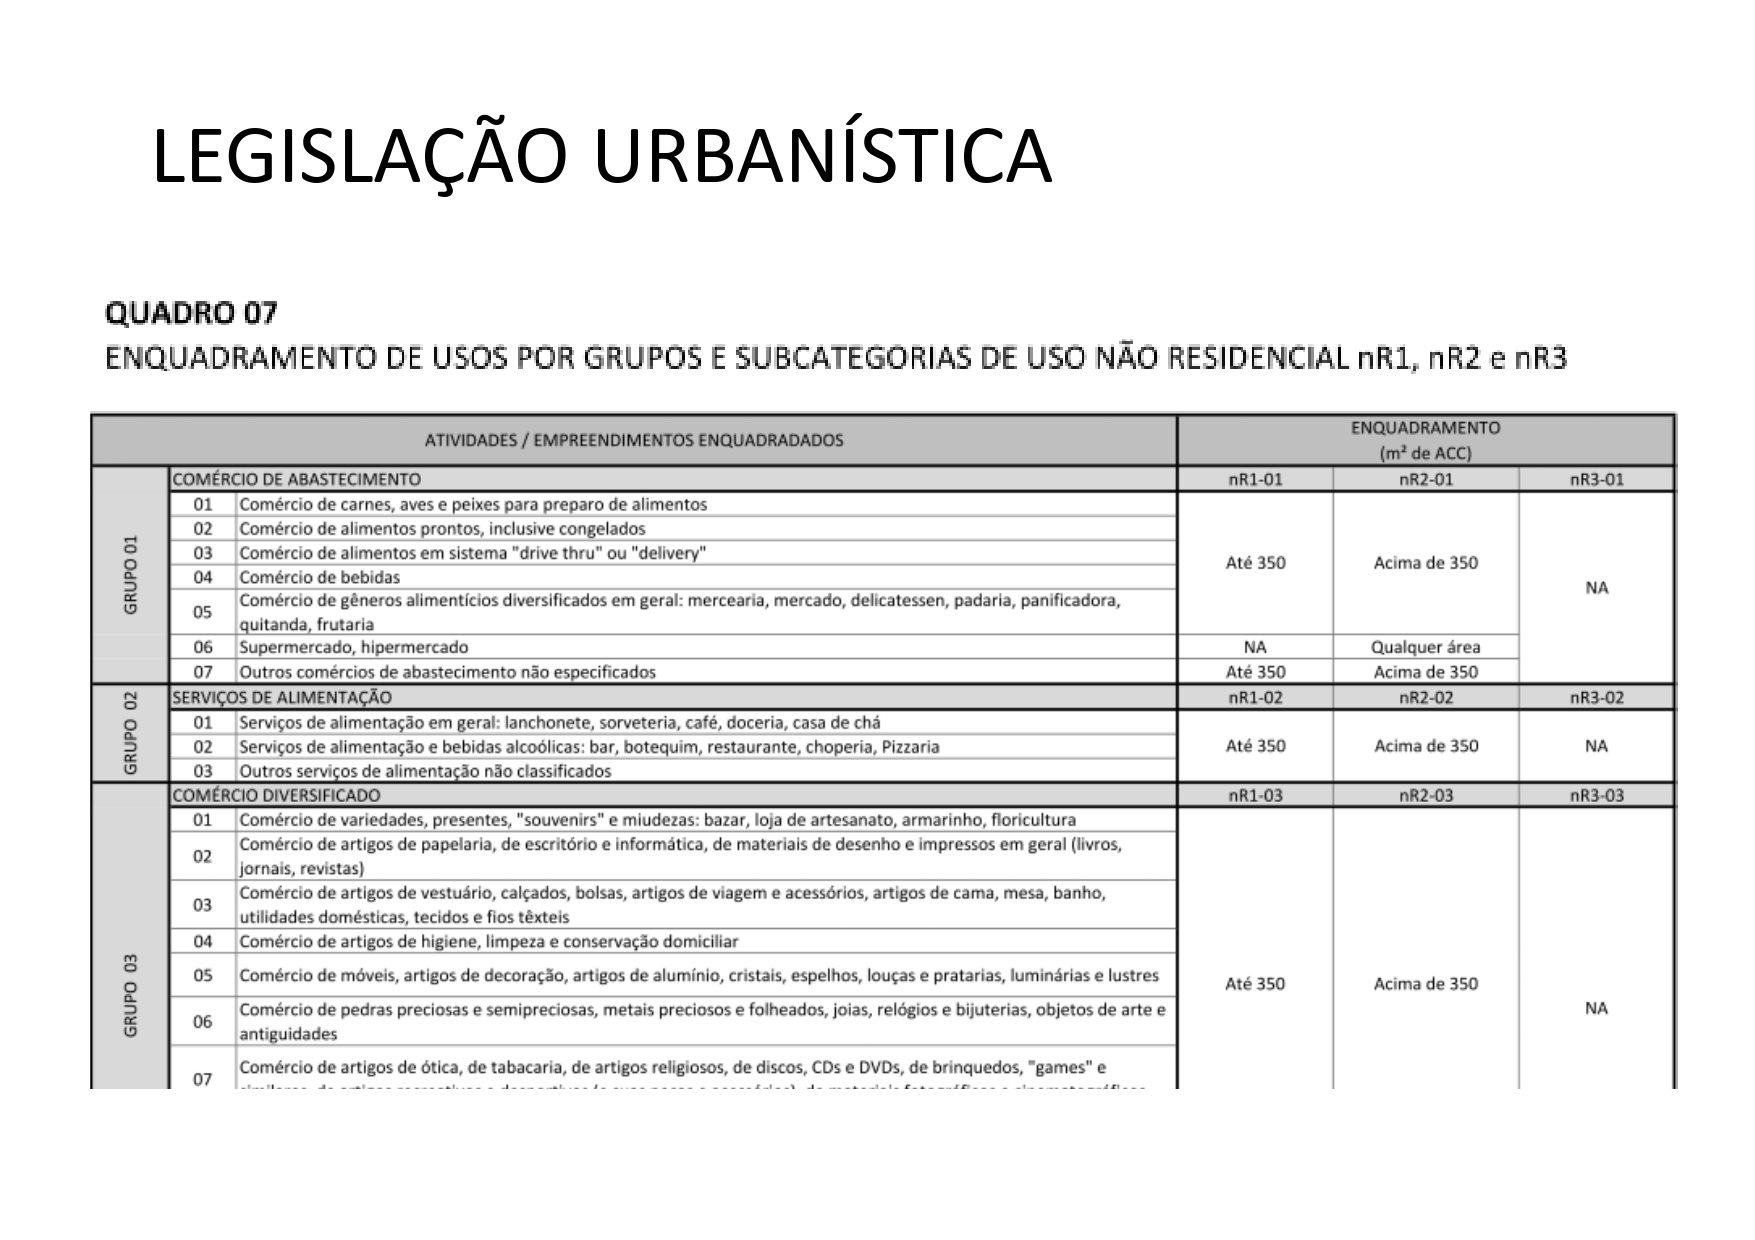 LEGISLAÇÃO URBANÍSTICA
QUADRO 07
ENQUADRAMENTO DE USOS POR GRUPOS E SUBCATEGORIAS DE USO NÃO RESIDENCIAL nR1, nR2 e nR3
ATIVIDADES / EMPREENDIMENTOS ENQUADRADADOS
ENQUADRAMENTO
(m² de ACC)
GRUPO 01
COMÉRCIO DE ABASTECIMENTO nR1-01 nR2-01 nR3-01
01 Comércio de carnes, aves e peixes para preparo de alimentos
02 Comércio de alimentos prontos, inclusive congelados
03 Comércio de alimentos em sistema "drive thru" ou "delivery"
Até 350 Acima de 350
04 Comércio de bebidas
NA
05 Comércio de gêneros alimentícios diversificados em geral: mercearia, mercado, delicatessen, padaria, panificadora,
quitanda, frutaria
06 Supermercado, hipermercado NA Qualquer área
07 Outros comércios de abastecimento não especificados Até 350 Acima de 350
GRUPO 02
SERVIÇOS DE ALIMENTAÇÃO nR1-02 nR2-02 nR3-02
01 Serviços de alimentação em geral: lanchonete, sorveteria, café, doceria, casa de chá
02 Serviços de alimentação e bebidas alcoólicas: bar, botequim, restaurante, choperia, Pizzaria Até 350 Acima de 350 NA
03 Outros serviços de alimentação não classificados
GRUPO 03
COMÉRCIO DIVERSIFICADO nR1-03 nR2-03 nR3-03
01 Comércio de variedades, presentes, "souvenirs" e miudezas: bazar, loja de artesanato, armarinho, floricultura
02 Comércio de artigos de papelaria, de escritório e informática, de materiais de desenho e impressos em geral (livros,
jornais, revistas)
03 Comércio de artigos de vestuário, calçados, bolsas, artigos de viagem e acessórios, artigos de cama, mesa, banho,
utilidades domésticas, tecidos e fios têxteis
04 Comércio de artigos de higiene, limpeza e conservação domiciliar
05 Comércio de móveis, artigos de decoração, artigos de alumínio, cristais, espelhos, louças e pratarias, luminárias e lustres
Até 350 Acima de 350
06 Comércio de pedras preciosas e semipreciosas, metais preciosos e folheados, joias, relógios e bijuterias, objetos de arte e
antiguidades
NA
07 Comércio de artigos de ótica, de tabacaria, de artigos religiosos, de discos, CDs e DVDs, de brinquedos, "games" e